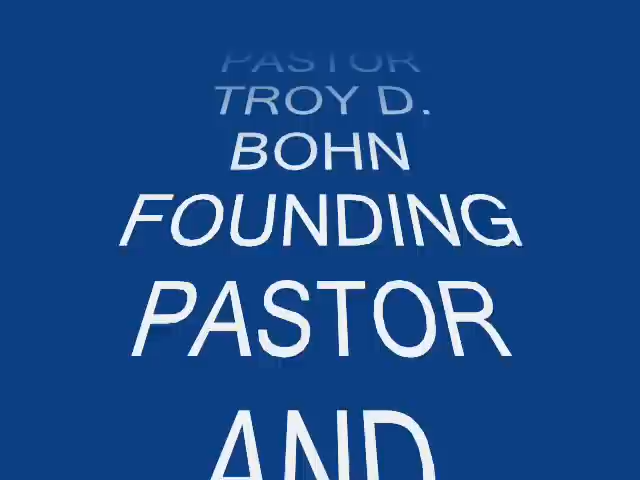 PASTOR
TROY D.
BOHN
FOUNDING
PASTOR
AND